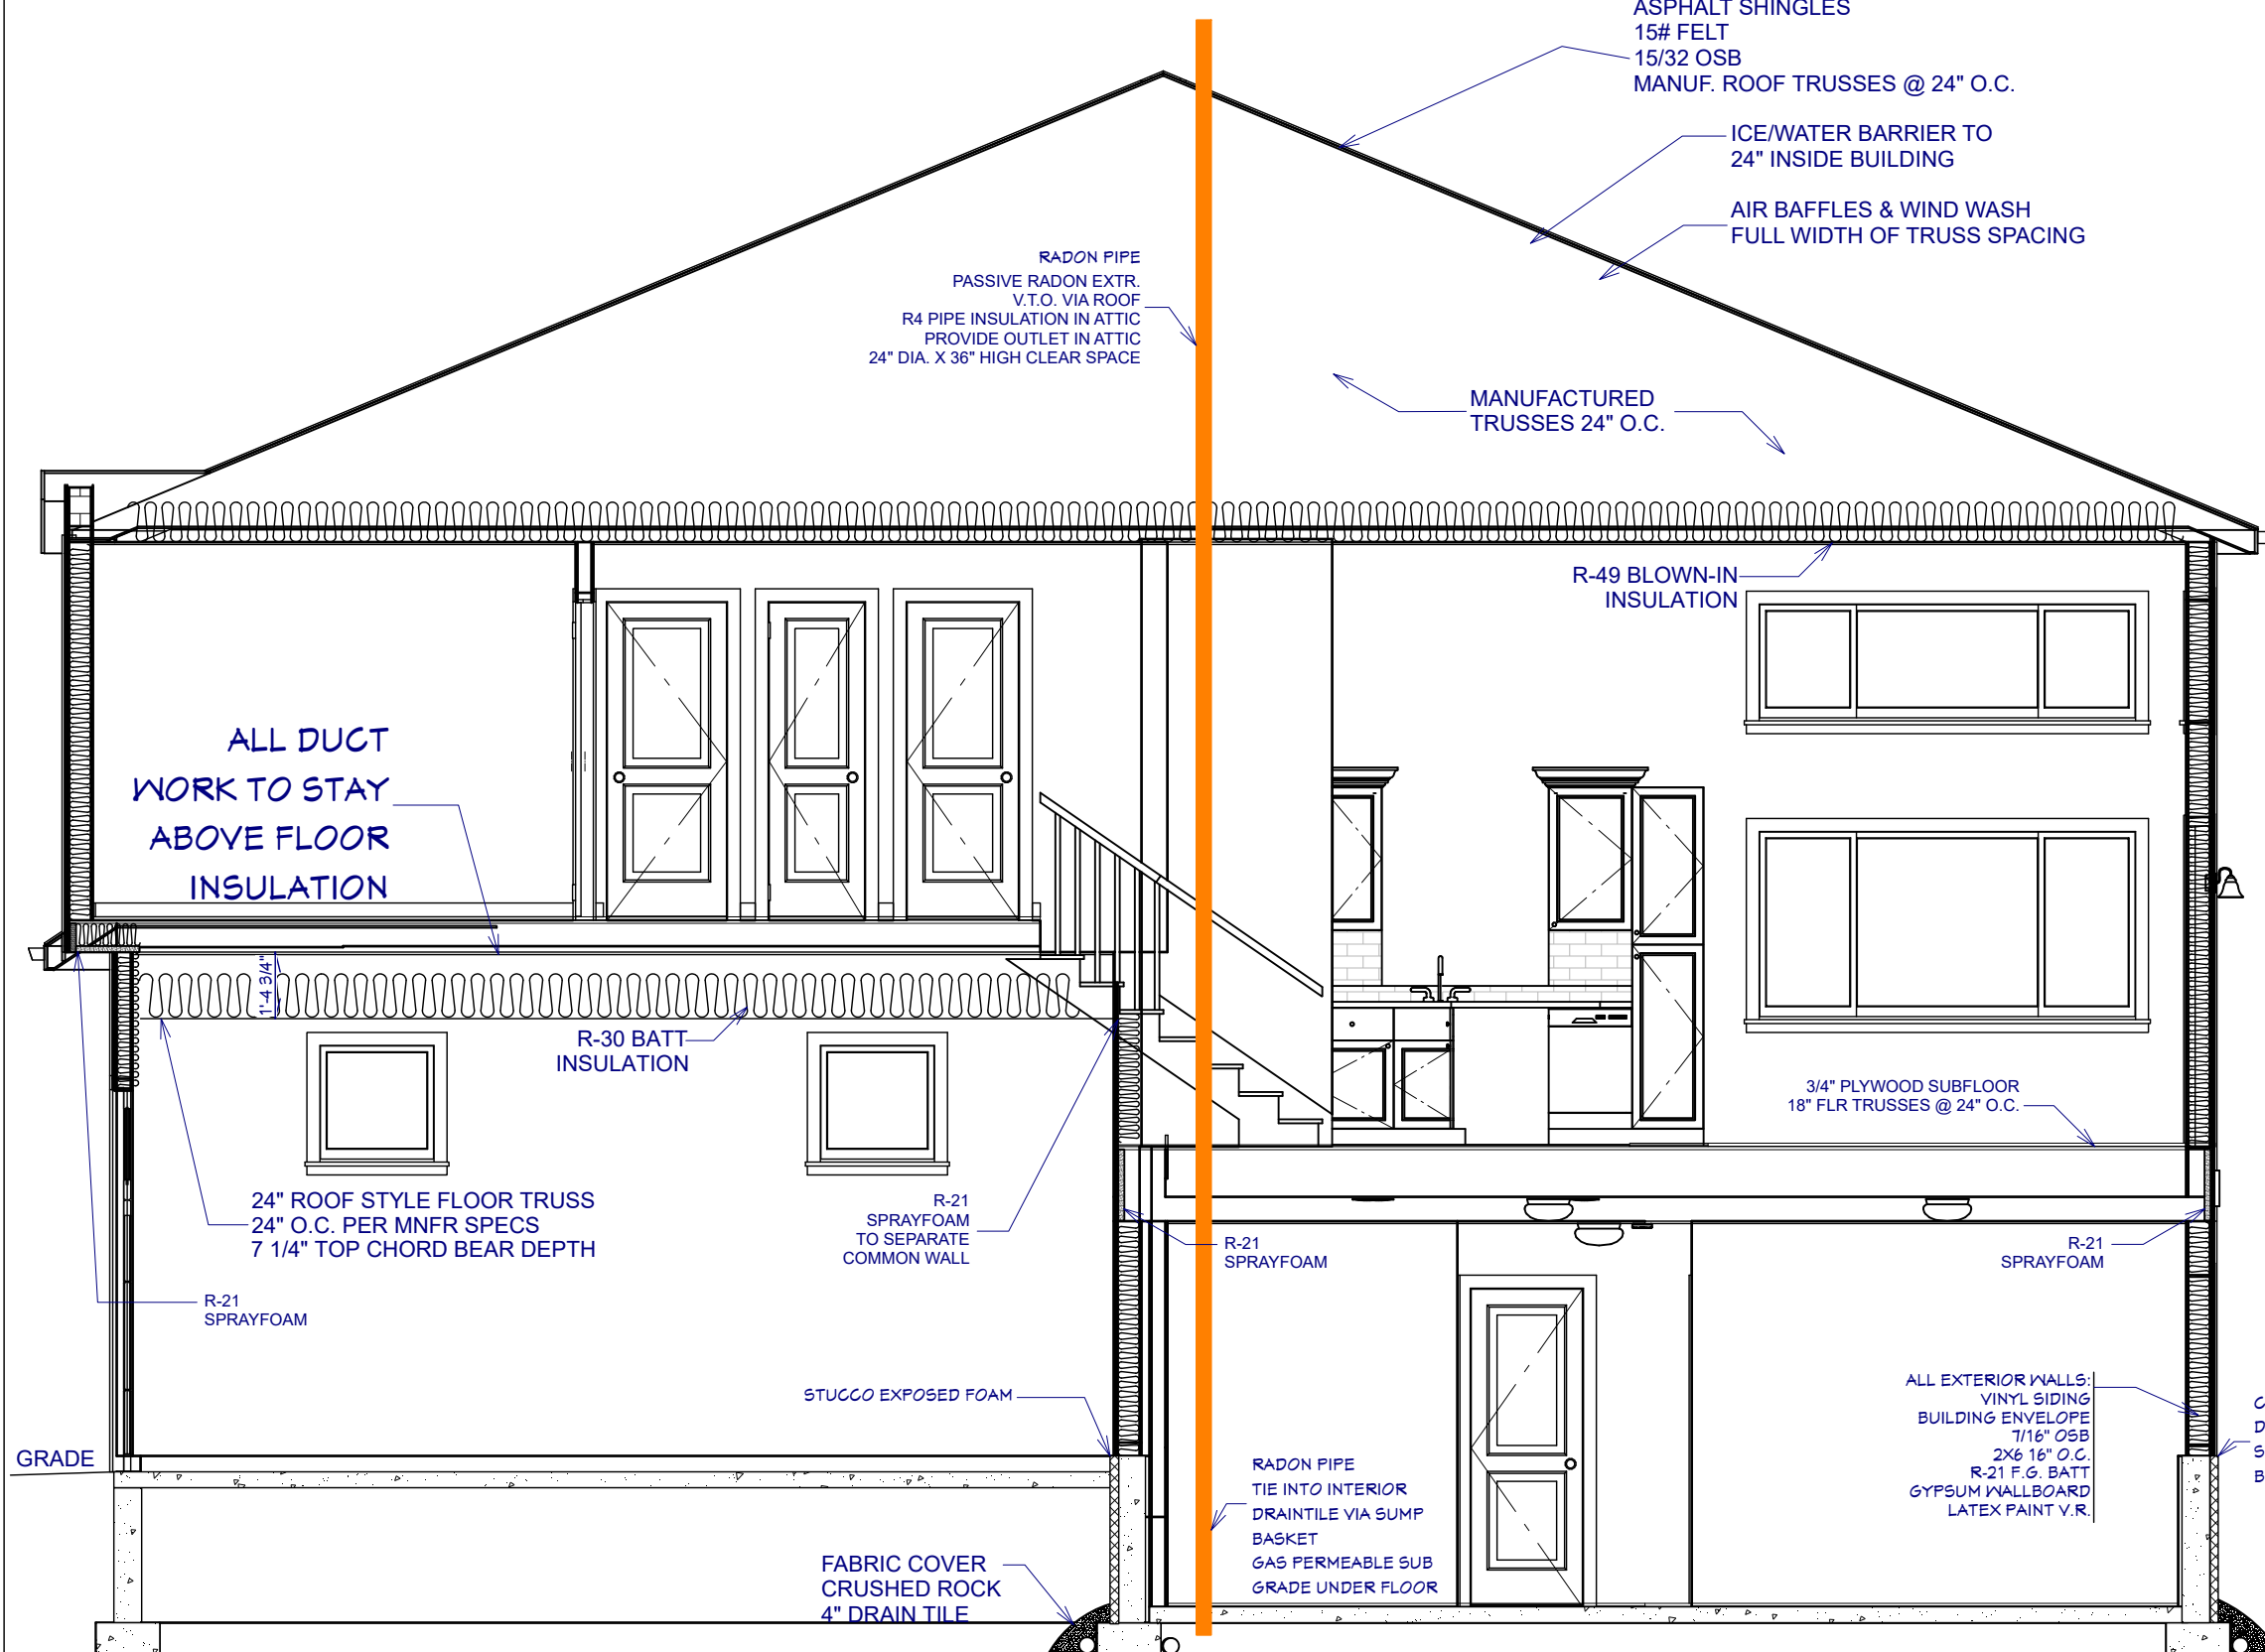 ASPHALT SHINGLES
15# FELT
15/32 OSB
MANUF. ROOF TRUSSES @ 24" O.C.
ICE/WATER BARRIER TO
24" INSIDE BUILDING
AIR BAFFLES & WIND WASH
FULL WIDTH OF TRUSS SPACING
RADON PIPE
PASSIVE RADON EXTR.
V.T.O. VIA ROOF
R4 PIPE INSULATION IN ATTIC
PROVIDE OUTLET IN ATTIC
24" DIA. X 36" HIGH CLEAR SPACE
MANUFACTURED
TRUSSES 24" O.C.
R-49 BLOWN-IN
INSULATION
ALL DUCT
WORK TO STAY
ABOVE FLOOR
INSULATION
1'-4 3/4"
R-30 BATT
INSULATION
3/4" PLYWOOD SUBFLOOR
18" FLR TRUSSES @ 24" O.C.
24" ROOF STYLE FLOOR TRUSS
24" O.C. PER MNFR SPECS
7 1/4" TOP CHORD BEAR DEPTH
R-21
SPRAYFOAM
TO SEPARATE
COMMON WALL
R-21
SPRAYFOAM
R-21
SPRAYFOAM
R-21
SPRAYFOAM
STUCCO EXPOSED FOAM
ALL EXTERIOR WALLS:
VINYL SIDING
BUILDING ENVELOPE
7/16" OSB
2X6 16" O.C.
R-21 F.G. BATT
GYPSUM WALLBOARD
LATEX PAINT V.R.
GRADE
RADON PIPE
TIE INTO INTERIOR
DRAINTILE VIA SUMP
BASKET
GAS PERMEABLE SUB
GRADE UNDER FLOOR
FABRIC COVER
CRUSHED ROCK
4" DRAIN TILE